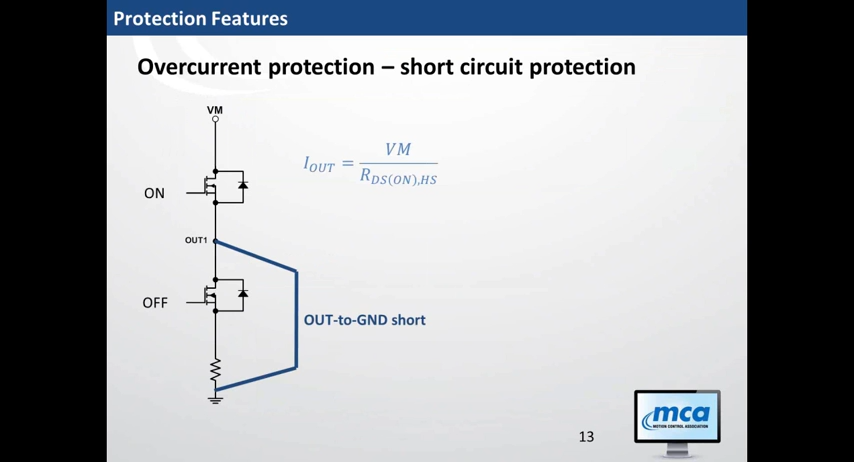 Protection Features
Overcurrent protection – short circuit protection
VM
I_OUT = VM / R_DS(ON),HS
ON
OUT1
OFF
OUT-to-GND short
13
mca
MOTION CONTROL ASSOCIATION